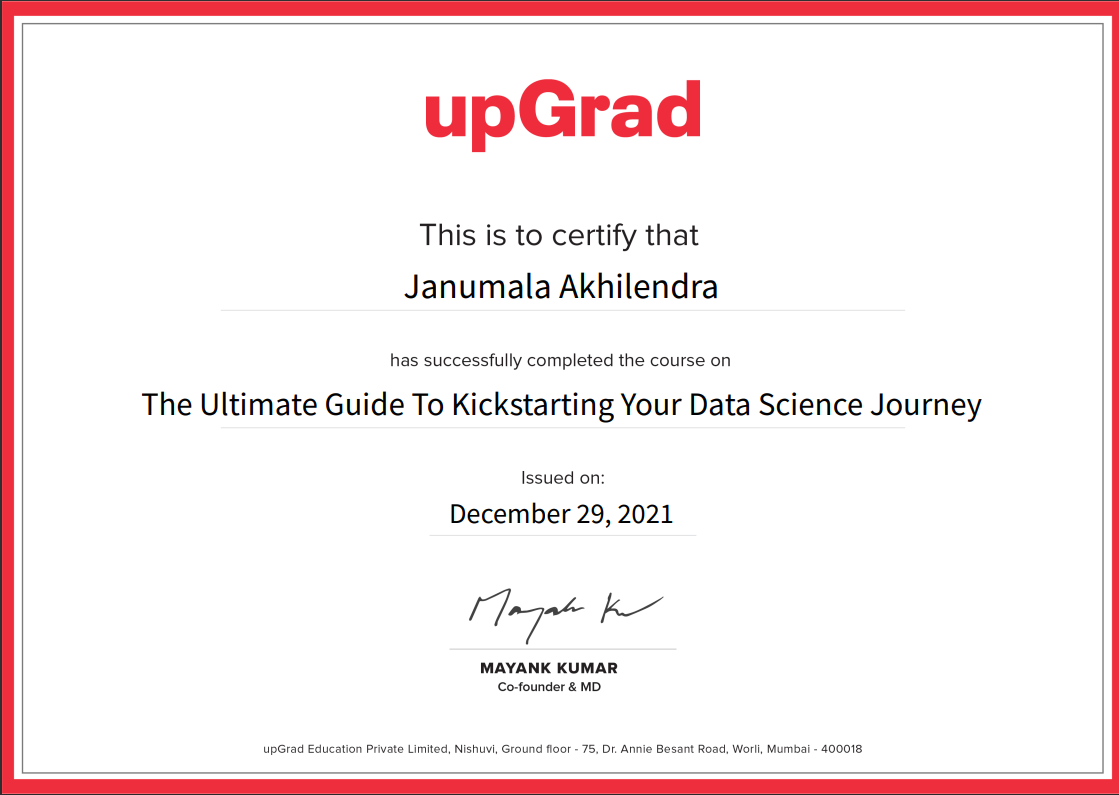 upGrad
This is to certify that
Janumala Akhilendra
has successfully completed the course on
The Ultimate Guide To Kickstarting Your Data Science Journey
Issued on:
December 29, 2021
Mayank Ku
MAYANK KUMAR
Co-founder & MD
upGrad Education Private Limited, Nishuvi, Ground floor - 75, Dr. Annie Besant Road, Worli, Mumbai - 400018